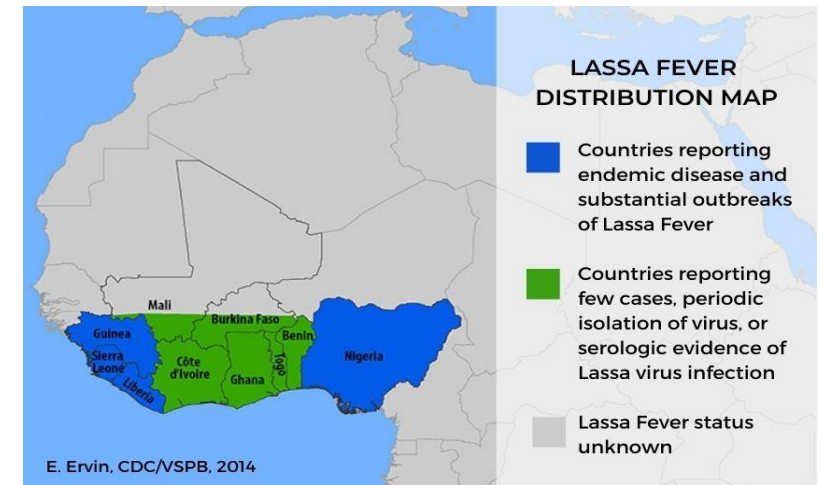 LASSA FEVER
DISTRIBUTION MAP
Countries reporting
endemic disease and
substantial outbreaks
of Lassa Fever
Countries reporting
few cases, periodic
isolation of virus, or
serologic evidence of
Lassa virus infection
Lassa Fever status
unknown
Mali
Burkina Faso
Guinea
Benin
Sierra
Leone
Côte
d'Ivoire
Togo
Nigeria
Ghana
Liberia
E. Ervin, CDC/VSPB, 2014